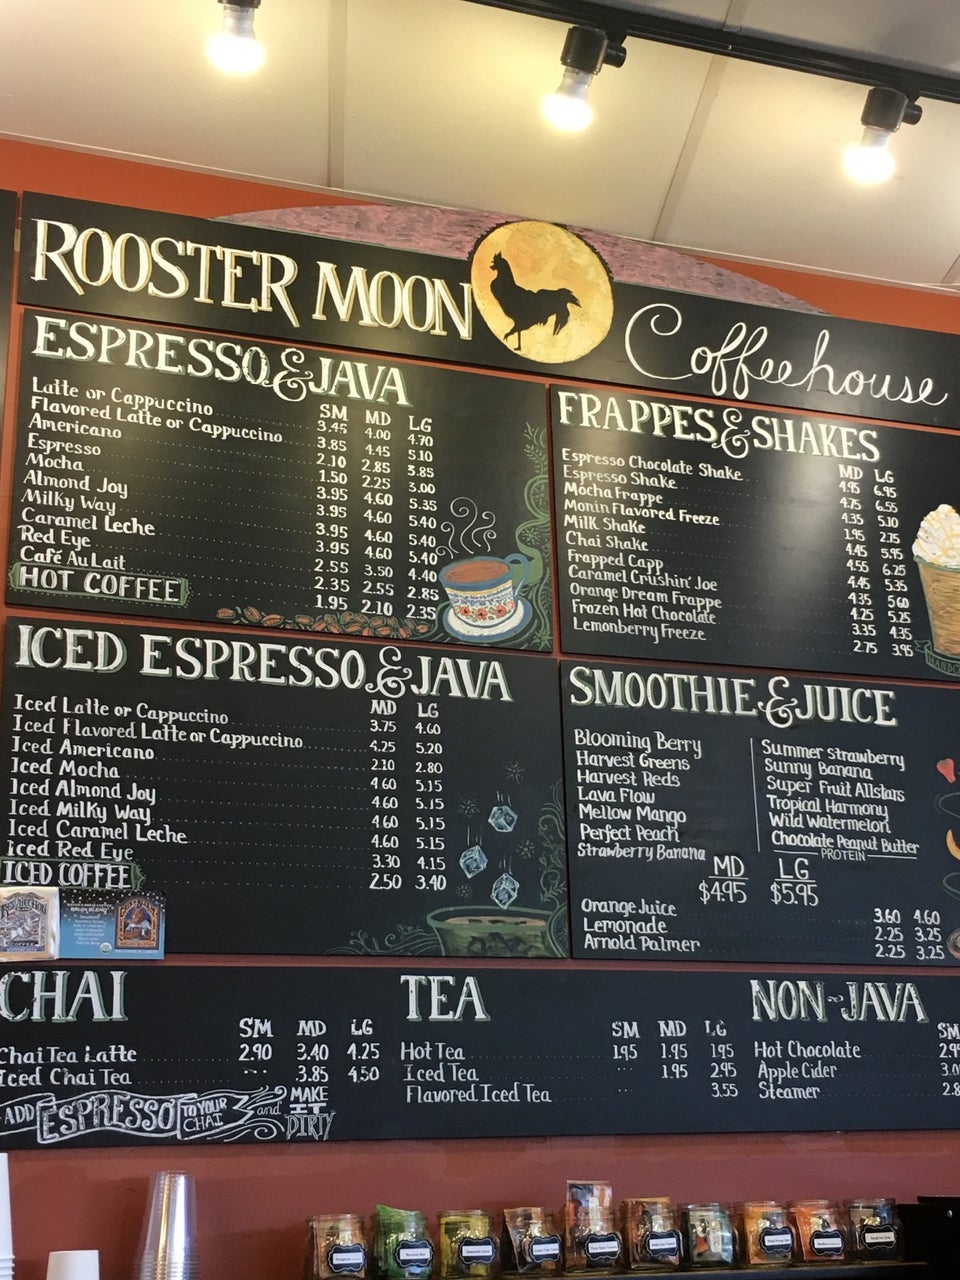 ROOSTER MOON Coffeehouse
ESPRESSO & JAVA
SM MD LG
Latte or Cappuccino 3.45 4.00 4.70
Flavored Latte or Cappuccino 3.85 4.45 5.10
Americano 2.10 2.85 3.85
Espresso 1.50 2.25 3.00
Mocha 3.95 4.60 5.35
Almond Joy 3.95 4.60 5.40
Milky Way 3.95 4.60 5.40
Caramel Leche 3.95 4.60 5.40
Red Eye 2.55 3.50 4.40
Café Au Lait 2.35 2.55 2.85
HOT COFFEE 1.95 2.10 2.35
FRAPPES & SHAKES
MD LG
Espresso Chocolate Shake 4.95 6.95
Espresso Shake 4.75 6.55
Mocha Frappe 4.35 5.10
Monin Flavored Freeze 1.95 2.75
Milk Shake 4.45 5.95
Chai Shake 4.55 6.25
Frapped Capp 4.45 5.35
Caramel Crushin' Joe 4.35 5.60
Orange Dream Frappe 4.25 5.25
Frozen Hot Chocolate 3.35 4.35
Lemonberry Freeze 2.75 3.95
ICED ESPRESSO & JAVA
MD LG
Iced Latte or Cappuccino 3.75 4.60
Iced Flavored Latte or Cappuccino 4.25 5.20
Iced Americano 2.10 2.80
Iced Mocha 4.60 5.15
Iced Almond Joy 4.60 5.15
Iced Milky Way 4.60 5.15
Iced Caramel Leche 4.60 5.15
Iced Red Eye 3.30 4.15
ICED COFFEE 2.50 3.40
SMOOTHIE & JUICE
Blooming Berry
Harvest Greens
Harvest Reds
Lava Flow
Mellow Mango
Perfect Peach
Strawberry Banana
Summer Strawberry
Sunny Banana
Super Fruit Allstars
Tropical Harmony
Wild Watermelon
Chocolate Peanut Butter
PROTEIN
MD LG
$4.95 $5.95
Orange Juice 3.60 4.60
Lemonade 2.25 3.25
Arnold Palmer 2.25 3.25
CHAI
SM MD LG
Chai Tea Latte 2.90 3.40 4.25
Iced Chai Tea 3.85 4.50
ADD ESPRESSO TO YOUR CHAI and MAKE IT DIRTY
TEA
SM MD LG
Hot Tea 1.95 1.95 1.95
Iced Tea 1.95 2.95
Flavored Iced Tea 3.55
NON-JAVA
SM
Hot Chocolate
Apple Cider
Steamer